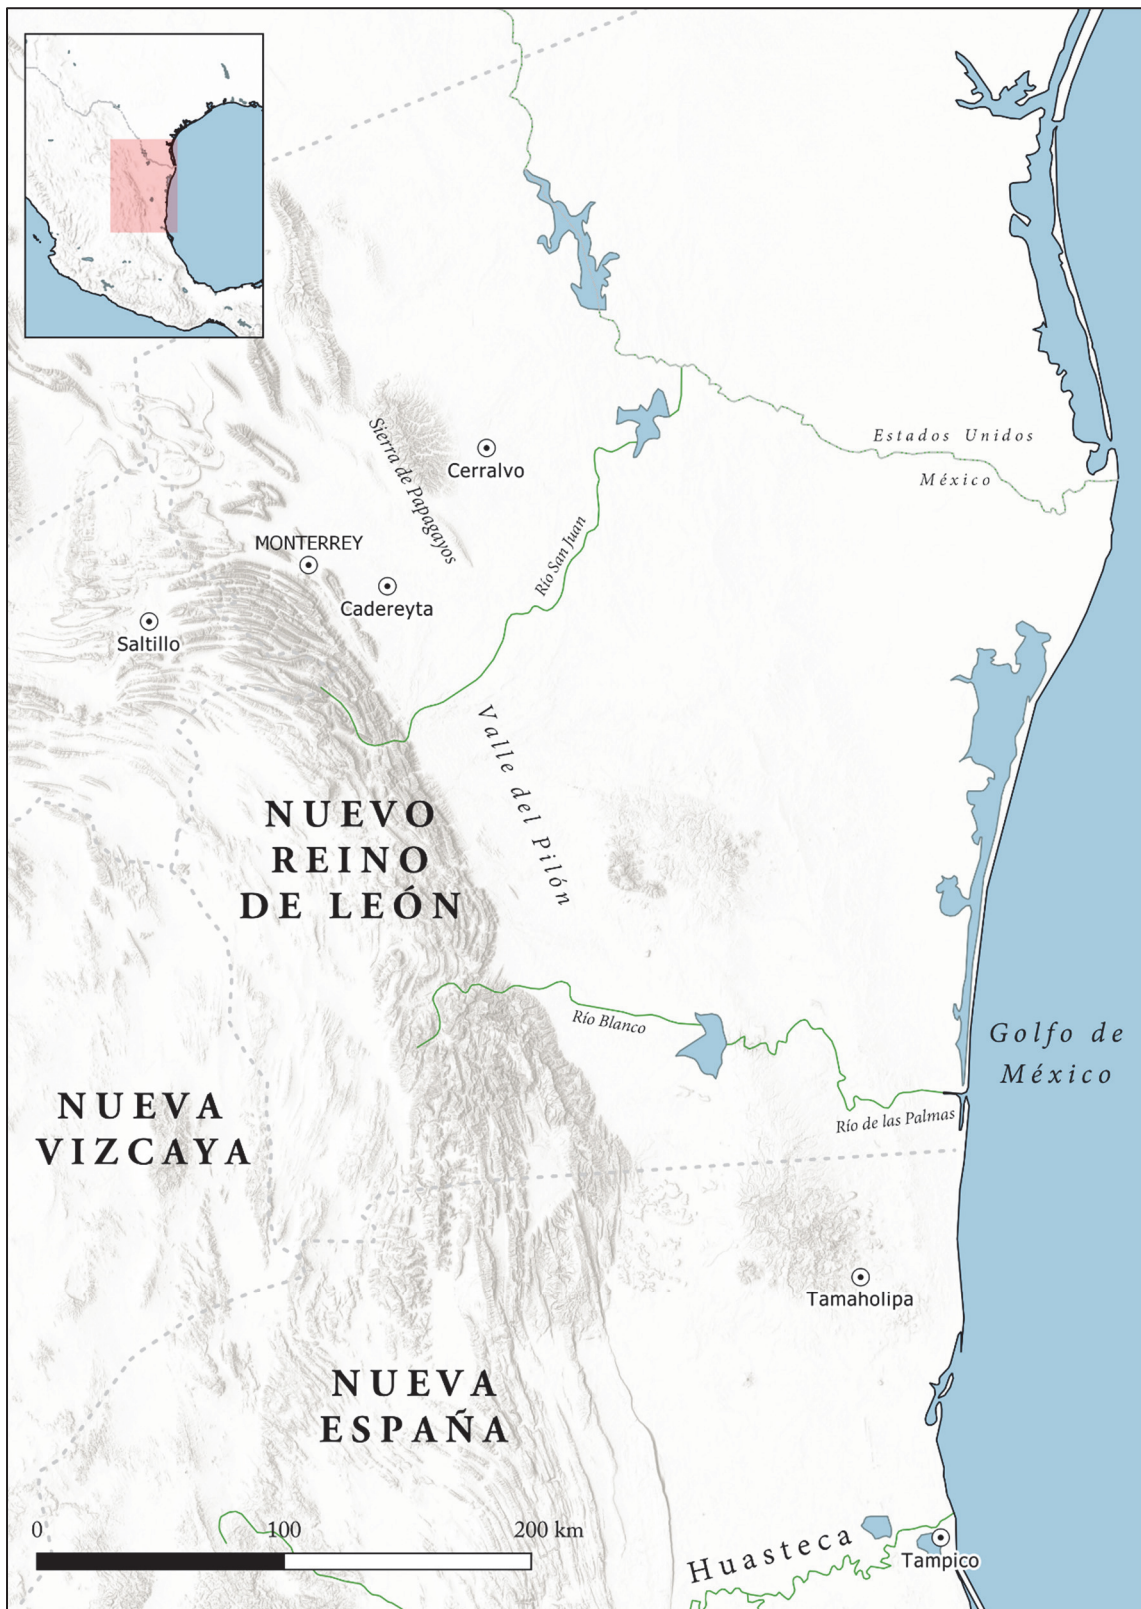 Estados Unidos
México
Sierra de Papagayos
Cerralvo
MONTERREY
Río San Juan
Cadereyta
Saltillo
Valle del Pilón
NUEVO
REINO
DE LEÓN
Río Blanco
Golfo de
México
NUEVA
VIZCAYA
Río de las Palmas
Tamaholipa
NUEVA
ESPAÑA
0 100 200 km
Huasteca
Tampico